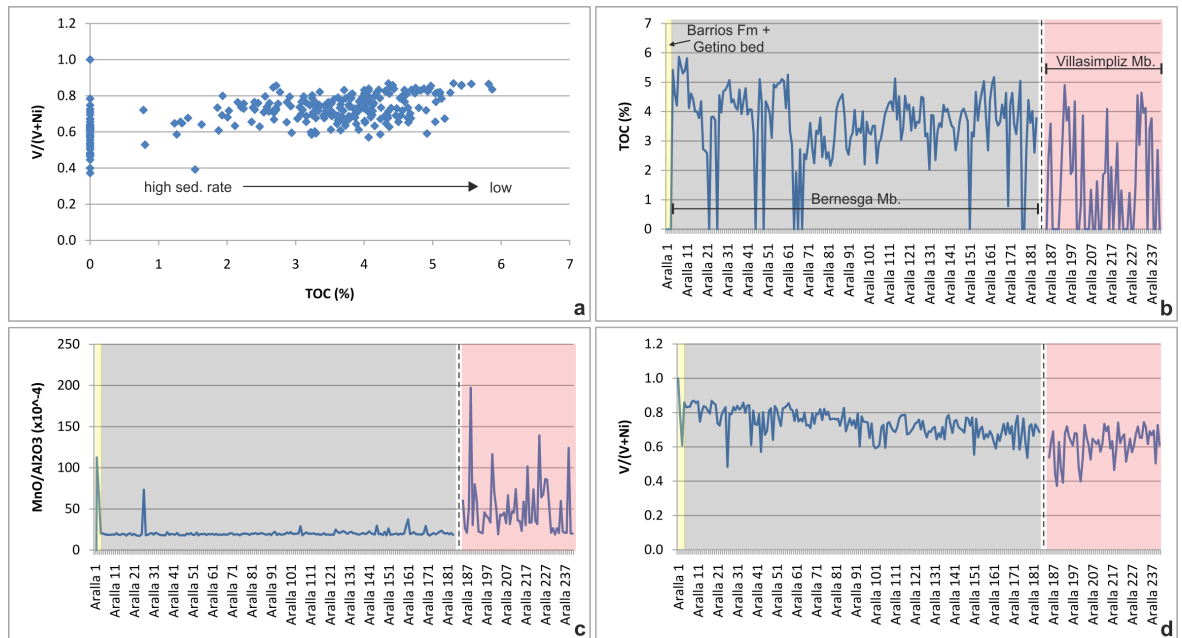 1.2
1.0
0.8
0.6
0.4
0.2
0.0
V/(V+Ni)
high sed. rate
low
0 1 2 3 4 5 6 7
TOC (%)
a
7
6
5
4
3
2
1
0
TOC (%)
Barrios Fm +
Getino bed
Villasimpliz Mb.
Bernesga Mb.
Aralla 1
Aralla 11
Aralla 21
Aralla 31
Aralla 41
Aralla 51
Aralla 61
Aralla 71
Aralla 81
Aralla 91
Aralla 101
Aralla 111
Aralla 121
Aralla 131
Aralla 141
Aralla 151
Aralla 161
Aralla 171
Aralla 181
Aralla 187
Aralla 197
Aralla 207
Aralla 217
Aralla 227
Aralla 237
b
250
200
150
100
50
0
MnO/Al2O3 (x10^-4)
Aralla 1
Aralla 11
Aralla 21
Aralla 31
Aralla 41
Aralla 51
Aralla 61
Aralla 71
Aralla 81
Aralla 91
Aralla 101
Aralla 111
Aralla 121
Aralla 131
Aralla 141
Aralla 151
Aralla 161
Aralla 171
Aralla 181
Aralla 187
Aralla 197
Aralla 207
Aralla 217
Aralla 227
Aralla 237
c
1.2
1.0
0.8
0.6
0.4
0.2
0.0
V/(V+Ni)
Aralla 1
Aralla 11
Aralla 21
Aralla 31
Aralla 41
Aralla 51
Aralla 61
Aralla 71
Aralla 81
Aralla 91
Aralla 101
Aralla 111
Aralla 121
Aralla 131
Aralla 141
Aralla 151
Aralla 161
Aralla 171
Aralla 181
Aralla 187
Aralla 197
Aralla 207
Aralla 217
Aralla 227
Aralla 237
d